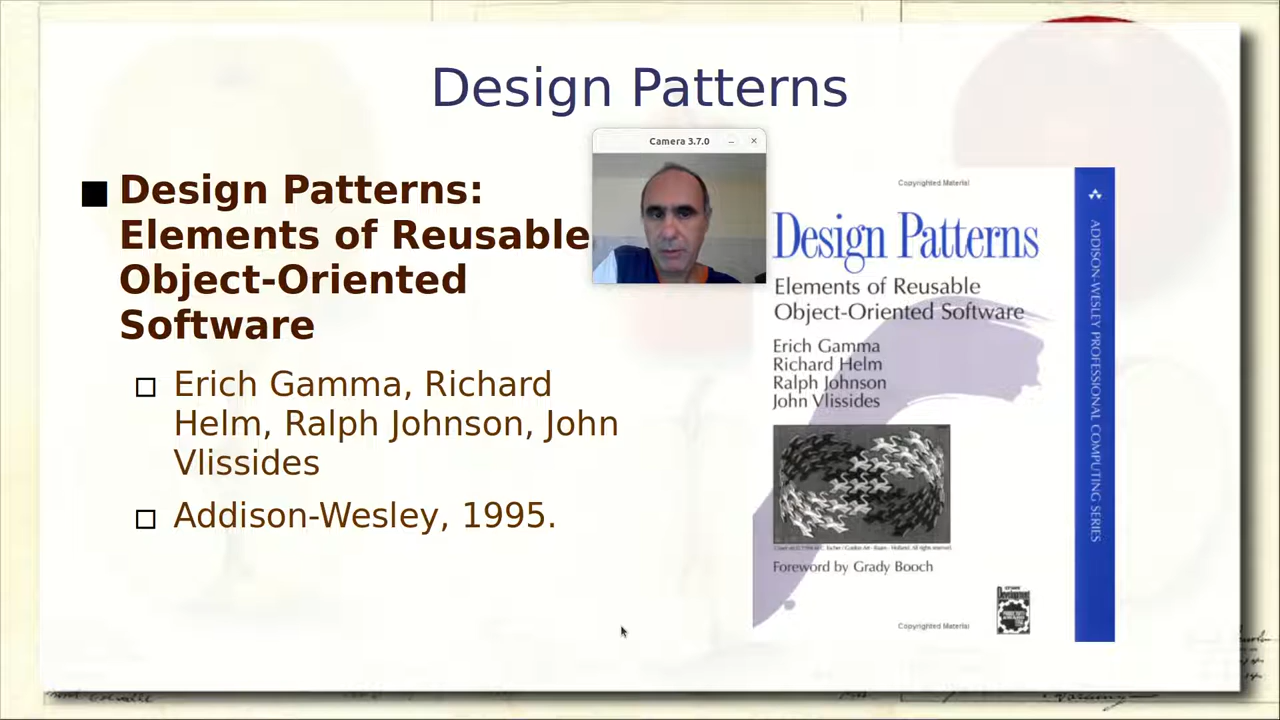 Design Patterns
Camera 3.7.0
Design Patterns:
Elements of Reusable
Object-Oriented
Software
Erich Gamma, Richard
Helm, Ralph Johnson, John
Vlissides
Addison-Wesley, 1995.
Copyrighted Material
Design Patterns
Elements of Reusable
Object-Oriented Software
Erich Gamma
Richard Helm
Ralph Johnson
John Vlissides
Foreword by Grady Booch
Copyrighted Material
ADDISON-WESLEY PROFESSIONAL COMPUTING SERIES